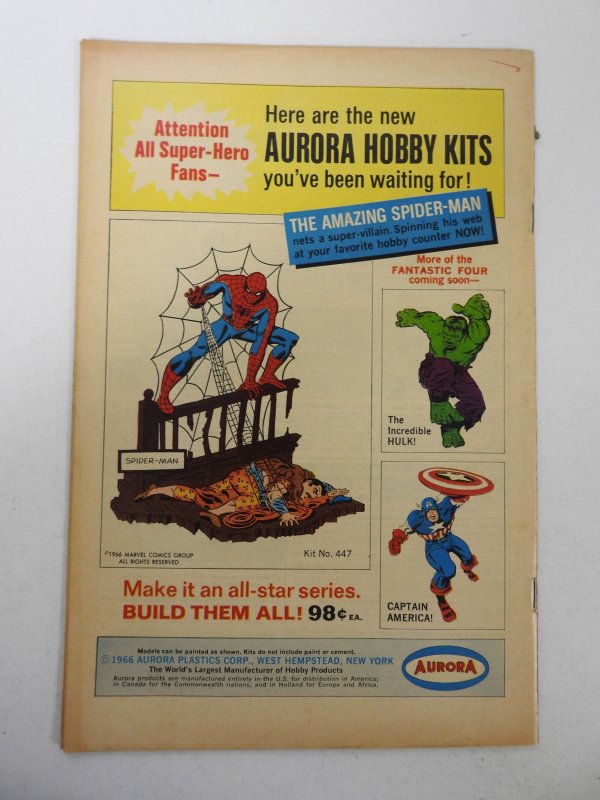 Attention
All Super-Hero
Fans—
Here are the new
AURORA HOBBY KITS
you've been waiting for!
THE AMAZING SPIDER-MAN
nets a super-villain. Spinning his web
at your favorite hobby counter NOW!
More of the
FANTASTIC FOUR
coming soon—
The
Incredible
HULK!
SPIDER-MAN
©1966 MARVEL COMICS GROUP
ALL RIGHTS RESERVED
Kit No. 447
CAPTAIN
AMERICA!
Make it an all-star series.
BUILD THEM ALL! 98¢ EA.
Models can be painted as shown. Kits do not include paint or cement.
© 1966 AURORA PLASTICS CORP., WEST HEMPSTEAD, NEW YORK
The World's Largest Manufacturer of Hobby Products
Aurora products are manufactured entirely in the U.S. for distribution in America;
in Canada for the Commonwealth nations; and in Holland for Europe and Africa.
AURORA